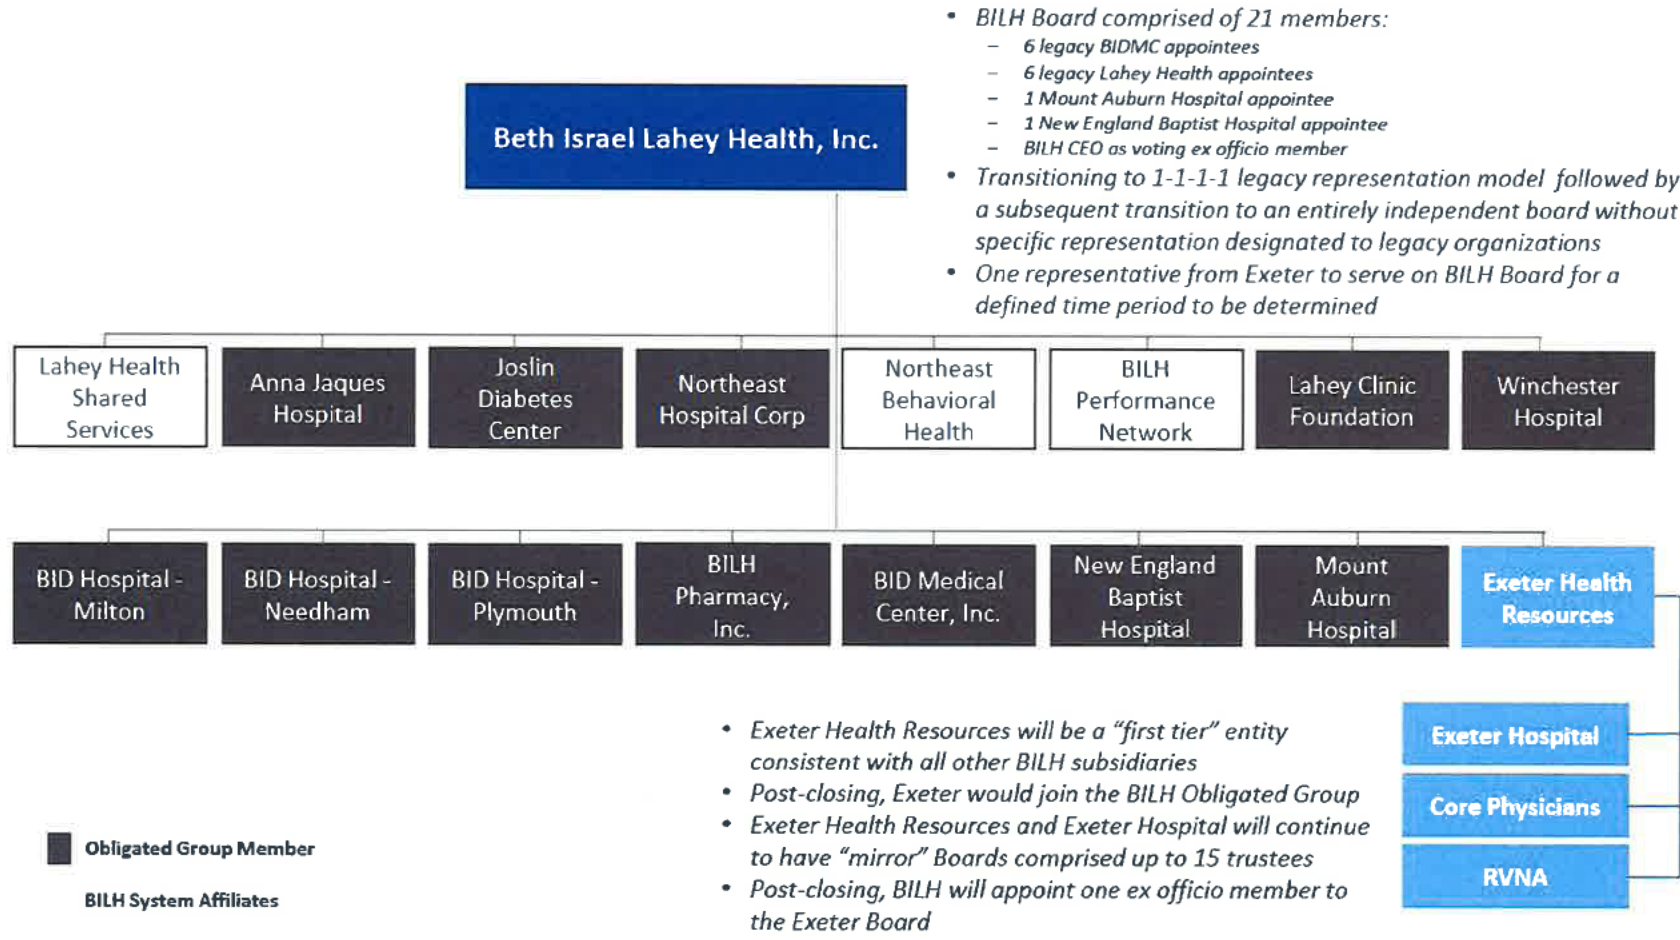 • BILH Board comprised of 21 members:
– 6 legacy BIDMC appointees
– 6 legacy Lahey Health appointees
– 1 Mount Auburn Hospital appointee
– 1 New England Baptist Hospital appointee
– BILH CEO as voting ex officio member
• Transitioning to 1-1-1-1 legacy representation model followed by
a subsequent transition to an entirely independent board without
specific representation designated to legacy organizations
• One representative from Exeter to serve on BILH Board for a
defined time period to be determined
Beth Israel Lahey Health, Inc.
Lahey Health
Shared
Services
Anna Jaques
Hospital
Joslin
Diabetes
Center
Northeast
Hospital Corp
Northeast
Behavioral
Health
BILH
Performance
Network
Lahey Clinic
Foundation
Winchester
Hospital
BID Hospital -
Milton
BID Hospital -
Needham
BID Hospital -
Plymouth
BILH
Pharmacy,
Inc.
BID Medical
Center, Inc.
New England
Baptist
Hospital
Mount
Auburn
Hospital
Exeter Health
Resources
Exeter Hospital
Core Physicians
RVNA
• Exeter Health Resources will be a “first tier” entity
consistent with all other BILH subsidiaries
• Post-closing, Exeter would join the BILH Obligated Group
• Exeter Health Resources and Exeter Hospital will continue
to have “mirror” Boards comprised up to 15 trustees
• Post-closing, BILH will appoint one ex officio member to
the Exeter Board
Obligated Group Member
BILH System Affiliates